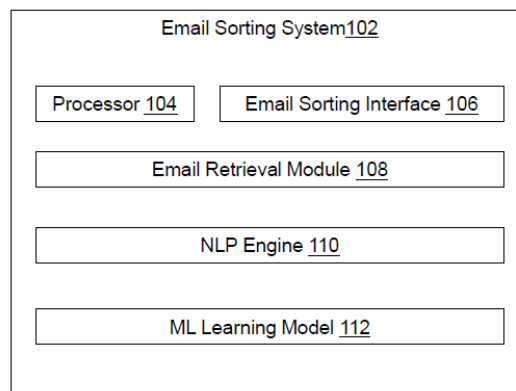 Email Sorting System102
Processor 104
Email Sorting Interface 106
Email Retrieval Module 108
NLP Engine 110
ML Learning Model 112